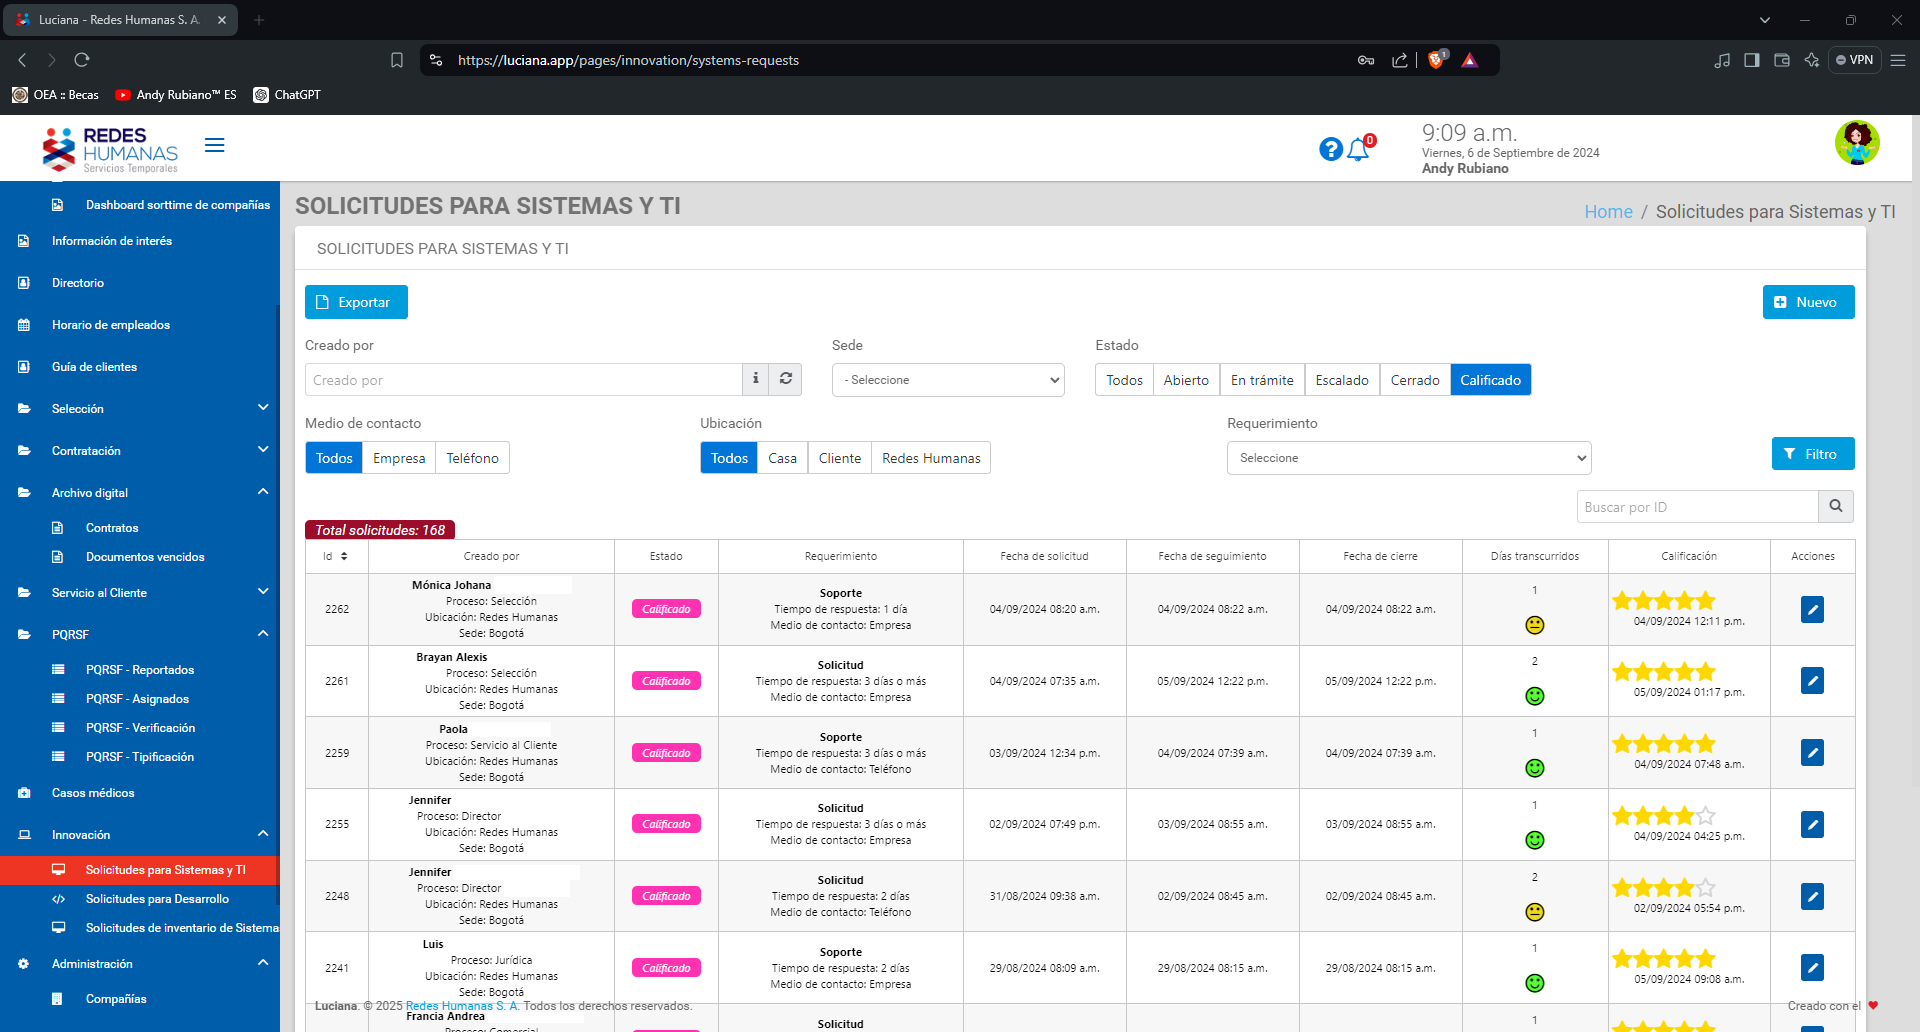 Luciana - Redes Humanas S. A.
https://luciana.app/pages/innovation/systems-requests
1
VPN
OEA :: Becas
Andy Rubiano™ ES
ChatGPT
REDES
HUMANAS
Servicios Temporales
?
0
9:09 a.m.
Viernes, 6 de Septiembre de 2024
Andy Rubiano
Dashboard sorttime de compañías
Información de interés
Directorio
Horario de empleados
Guía de clientes
Selección
Contratación
Archivo digital
Contratos
Documentos vencidos
Servicio al Cliente
PQRSF
PQRSF - Reportados
PQRSF - Asignados
PQRSF - Verificación
PQRSF - Tipificación
Casos médicos
Innovación
Solicitudes para Sistemas y TI
Solicitudes para Desarrollo
Solicitudes de inventario de Sistema
Administración
Compañías
SOLICITUDES PARA SISTEMAS Y TI
Home / Solicitudes para Sistemas y TI
SOLICITUDES PARA SISTEMAS Y TI
Exportar
Nuevo
Creado por
Sede
Estado
Creado por
i
- Seleccione
Todos Abierto En trámite Escalado Cerrado Calificado
Medio de contacto
Ubicación
Requerimiento
Todos Empresa Teléfono
Todos Casa Cliente Redes Humanas
Seleccione
Filtro
Buscar por ID
Total solicitudes: 168
Id Creado por Estado Requerimiento Fecha de solicitud Fecha de seguimiento Fecha de cierre Días transcurridos Calificación Acciones
2262
Mónica Johana
Proceso: Selección
Ubicación: Redes Humanas
Sede: Bogotá
Calificado
Soporte
Tiempo de respuesta: 1 día
Medio de contacto: Empresa
04/09/2024 08:20 a.m.
04/09/2024 08:22 a.m.
04/09/2024 08:22 a.m.
1
04/09/2024 12:11 p.m.
2261
Brayan Alexis
Proceso: Selección
Ubicación: Redes Humanas
Sede: Bogotá
Calificado
Solicitud
Tiempo de respuesta: 3 días o más
Medio de contacto: Empresa
04/09/2024 07:35 a.m.
05/09/2024 12:22 p.m.
05/09/2024 12:22 p.m.
2
05/09/2024 01:17 p.m.
2259
Paola
Proceso: Servicio al Cliente
Ubicación: Redes Humanas
Sede: Bogotá
Calificado
Soporte
Tiempo de respuesta: 3 días o más
Medio de contacto: Teléfono
03/09/2024 12:34 p.m.
04/09/2024 07:39 a.m.
04/09/2024 07:39 a.m.
1
04/09/2024 07:48 a.m.
2255
Jennifer
Proceso: Director
Ubicación: Redes Humanas
Sede: Bogotá
Calificado
Solicitud
Tiempo de respuesta: 3 días o más
Medio de contacto: Empresa
02/09/2024 07:49 p.m.
03/09/2024 08:55 a.m.
03/09/2024 08:55 a.m.
1
04/09/2024 04:25 p.m.
2248
Jennifer
Proceso: Director
Ubicación: Redes Humanas
Sede: Bogotá
Calificado
Solicitud
Tiempo de respuesta: 2 días
Medio de contacto: Teléfono
31/08/2024 09:38 a.m.
02/09/2024 08:45 a.m.
02/09/2024 08:45 a.m.
2
02/09/2024 05:54 p.m.
2241
Luis
Proceso: Jurídica
Ubicación: Redes Humanas
Sede: Bogotá
Calificado
Soporte
Tiempo de respuesta: 2 días
Medio de contacto: Empresa
29/08/2024 08:09 a.m.
29/08/2024 08:15 a.m.
29/08/2024 08:15 a.m.
1
05/09/2024 09:08 a.m.
Luciana. © 2025 Redes Humanas S. A. Todos los derechos reservados.
Creado con el
Francia Andrea
Proceso: Comercial
Solicitud
1